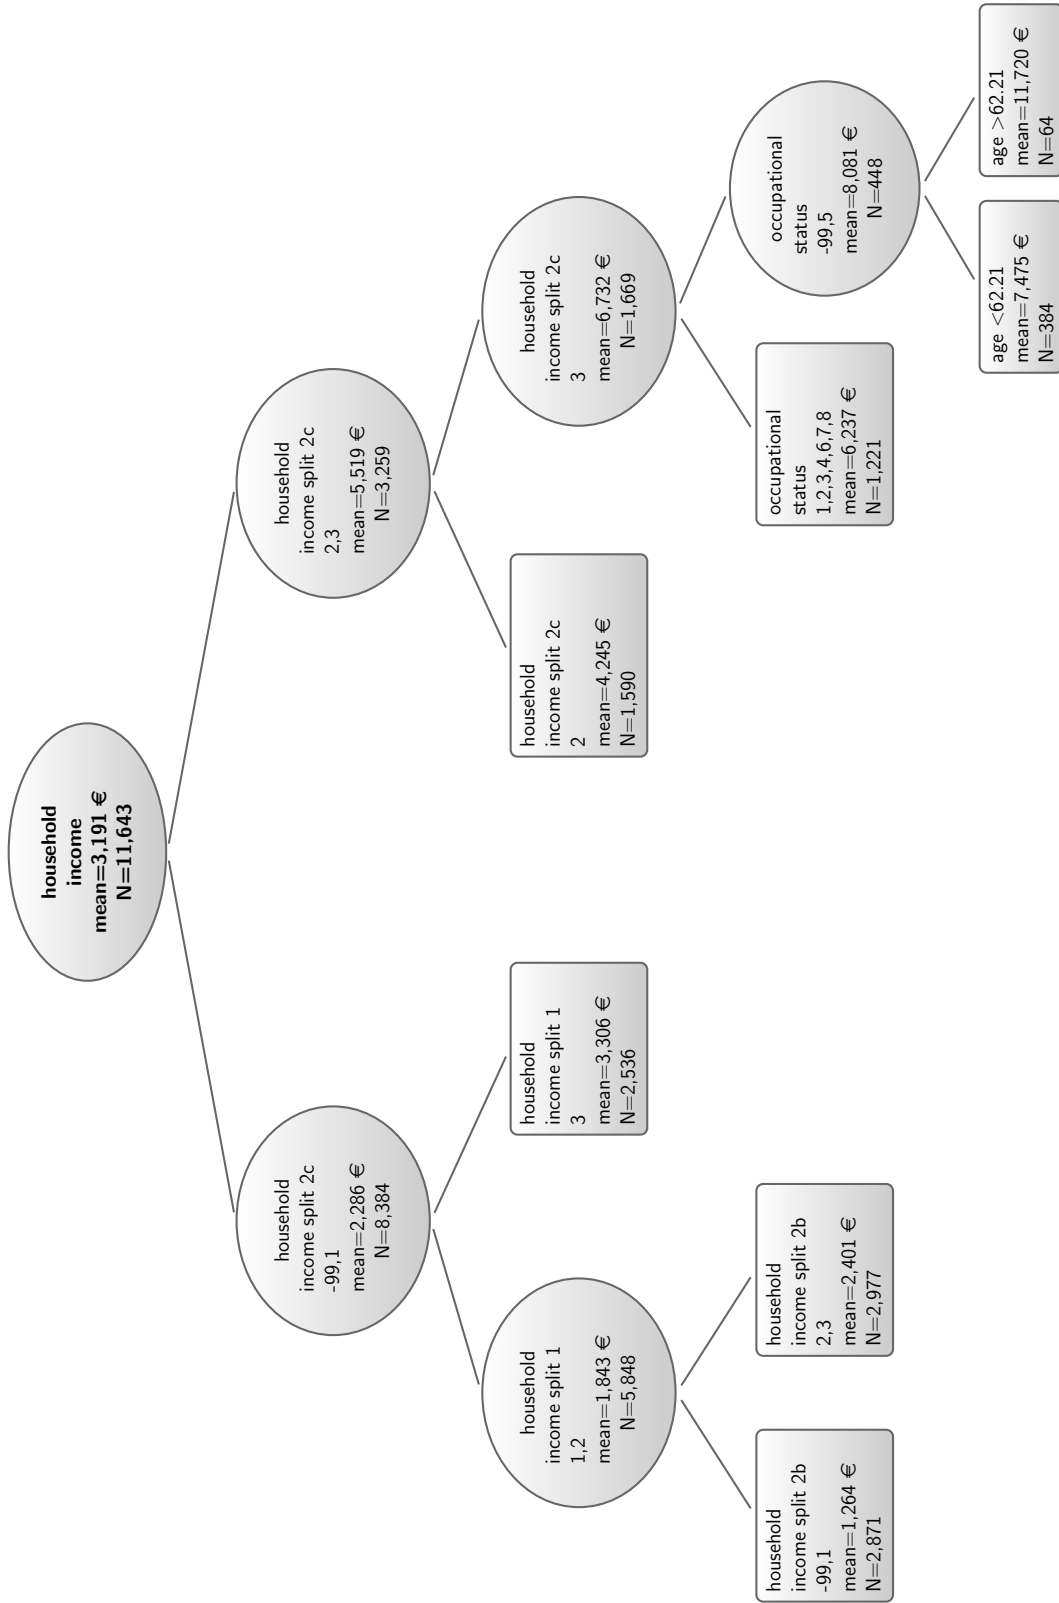 household
income
mean=3,191 €
N=11,643
household
income split 2c
-99,1
mean=2,286 €
N=8,384
household
income split 2c
2,3
mean=5,519 €
N=3,259
household
income split 1
1,2
mean=1,843 €
N=5,848
household
income split 1
3
mean=3,306 €
N=2,536
household
income split 2c
2
mean=4,245 €
N=1,590
household
income split 2c
3
mean=6,732 €
N=1,669
household
income split 2b
-99,1
mean=1,264 €
N=2,871
household
income split 2b
2,3
mean=2,401 €
N=2,977
occupational
status
1,2,3,4,6,7,8
mean=6,237 €
N=1,221
occupational
status
-99,5
mean=8,081 €
N=448
age <62.21
mean=7,475 €
N=384
age >62.21
mean=11,720 €
N=64